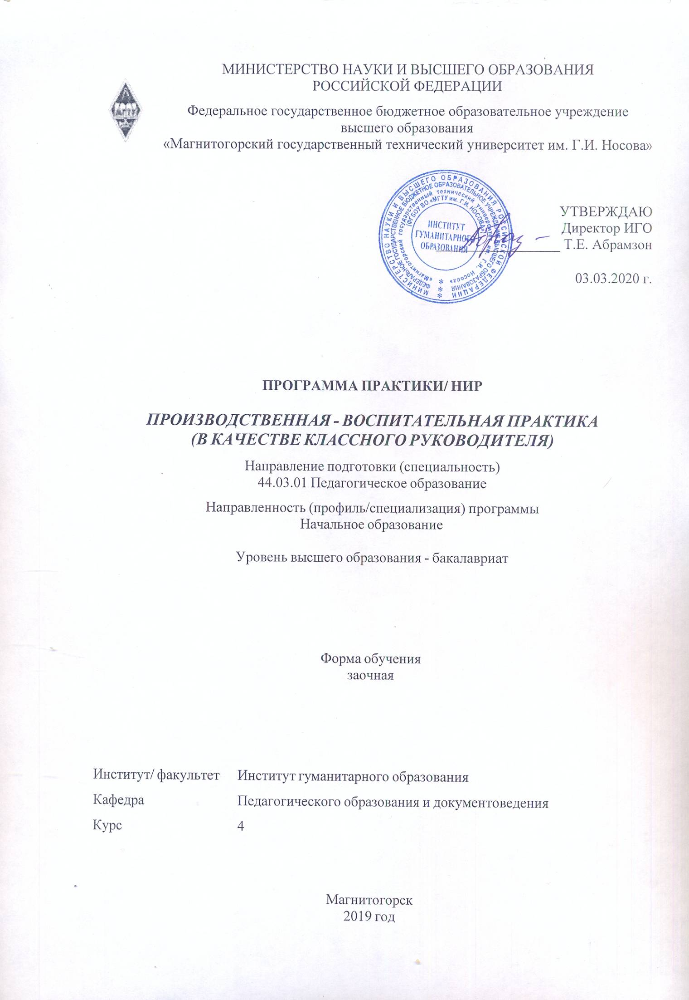 МИНИСТЕРСТВО НАУКИ И ВЫСШЕГО ОБРАЗОВАНИЯ
РОССИЙСКОЙ ФЕДЕРАЦИИ
МГТУ
Федеральное государственное бюджетное образовательное учреждение
высшего образования
«Магнитогорский государственный технический университет им. Г.И. Носова»
МИНИСТЕРСТВО НАУКИ И ВЫСШЕГО ОБРАЗОВАНИЯ РОССИЙСКОЙ ФЕДЕРАЦИИ
ФЕДЕРАЛЬНОЕ ГОСУДАРСТВЕННОЕ БЮДЖЕТНОЕ ОБРАЗОВАТЕЛЬНОЕ УЧРЕЖДЕНИЕ ВЫСШЕГО ОБРАЗОВАНИЯ
«Магнитогорский государственный технический университет им. Г.И. Носова»
(ФГБОУ ВО «МГТУ им. Г.И. НОСОВА»)
ИНСТИТУТ
ГУМАНИТАРНОГО
ОБРАЗОВАНИЯ
УТВЕРЖДАЮ
Директор ИГО
Т.Е. Абрамзон
03.03.2020 г.
ПРОГРАММА ПРАКТИКИ/ НИР
ПРОИЗВОДСТВЕННАЯ - ВОСПИТАТЕЛЬНАЯ ПРАКТИКА
(В КАЧЕСТВЕ КЛАССНОГО РУКОВОДИТЕЛЯ)
Направление подготовки (специальность)
44.03.01 Педагогическое образование
Направленность (профиль/специализация) программы
Начальное образование
Уровень высшего образования - бакалавриат
Форма обучения
заочная
Институт/ факультет Институт гуманитарного образования
Кафедра Педагогического образования и документоведения
Курс 4
Магнитогорск
2019 год